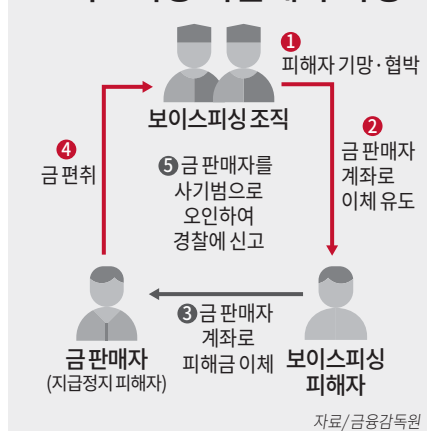 ❶
피해자 기망·협박
보이스피싱 조직
❷
금 판매자
계좌로
이체 유도
❹
금 편취
❺금 판매자를
사기범으로
오인하여
경찰에 신고
❸금 판매자
계좌로
피해금 이체
금 판매자
(지급정지 피해자)
보이스피싱
피해자
자료/금융감독원